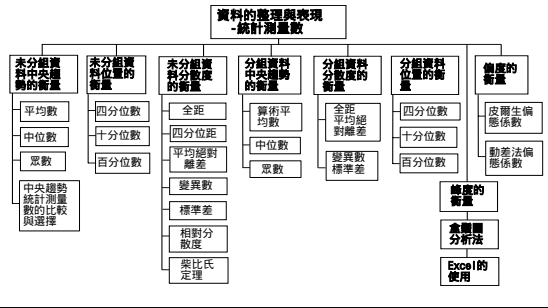 資料的整理與表現
-統計測量數
未分組資
料中央趨
勢的衡量
平均數
中位數
眾數
中央趨勢
統計測量
數的比較
與選擇
未分組資
料位置的
衡量
四分位數
十分位數
百分位數
未分組資
料分散度
的衡量
全距
四分位距
平均絕對
離差
變異數
標準差
相對分
散度
柴比氏
定理
分組資料
中央趨勢
的衡量
算術平
均數
中位數
眾數
分組資料
分散度的
衡量
全距
平均絕
對離差
變異數
標準差
分組資料
位置的衡
量
四分位數
十分位數
百分位數
偏度的
衡量
皮爾生偏
態係數
動差法偏
態係數
峰度的
衡量
盒鬚圖
分析法
Excel的
使用